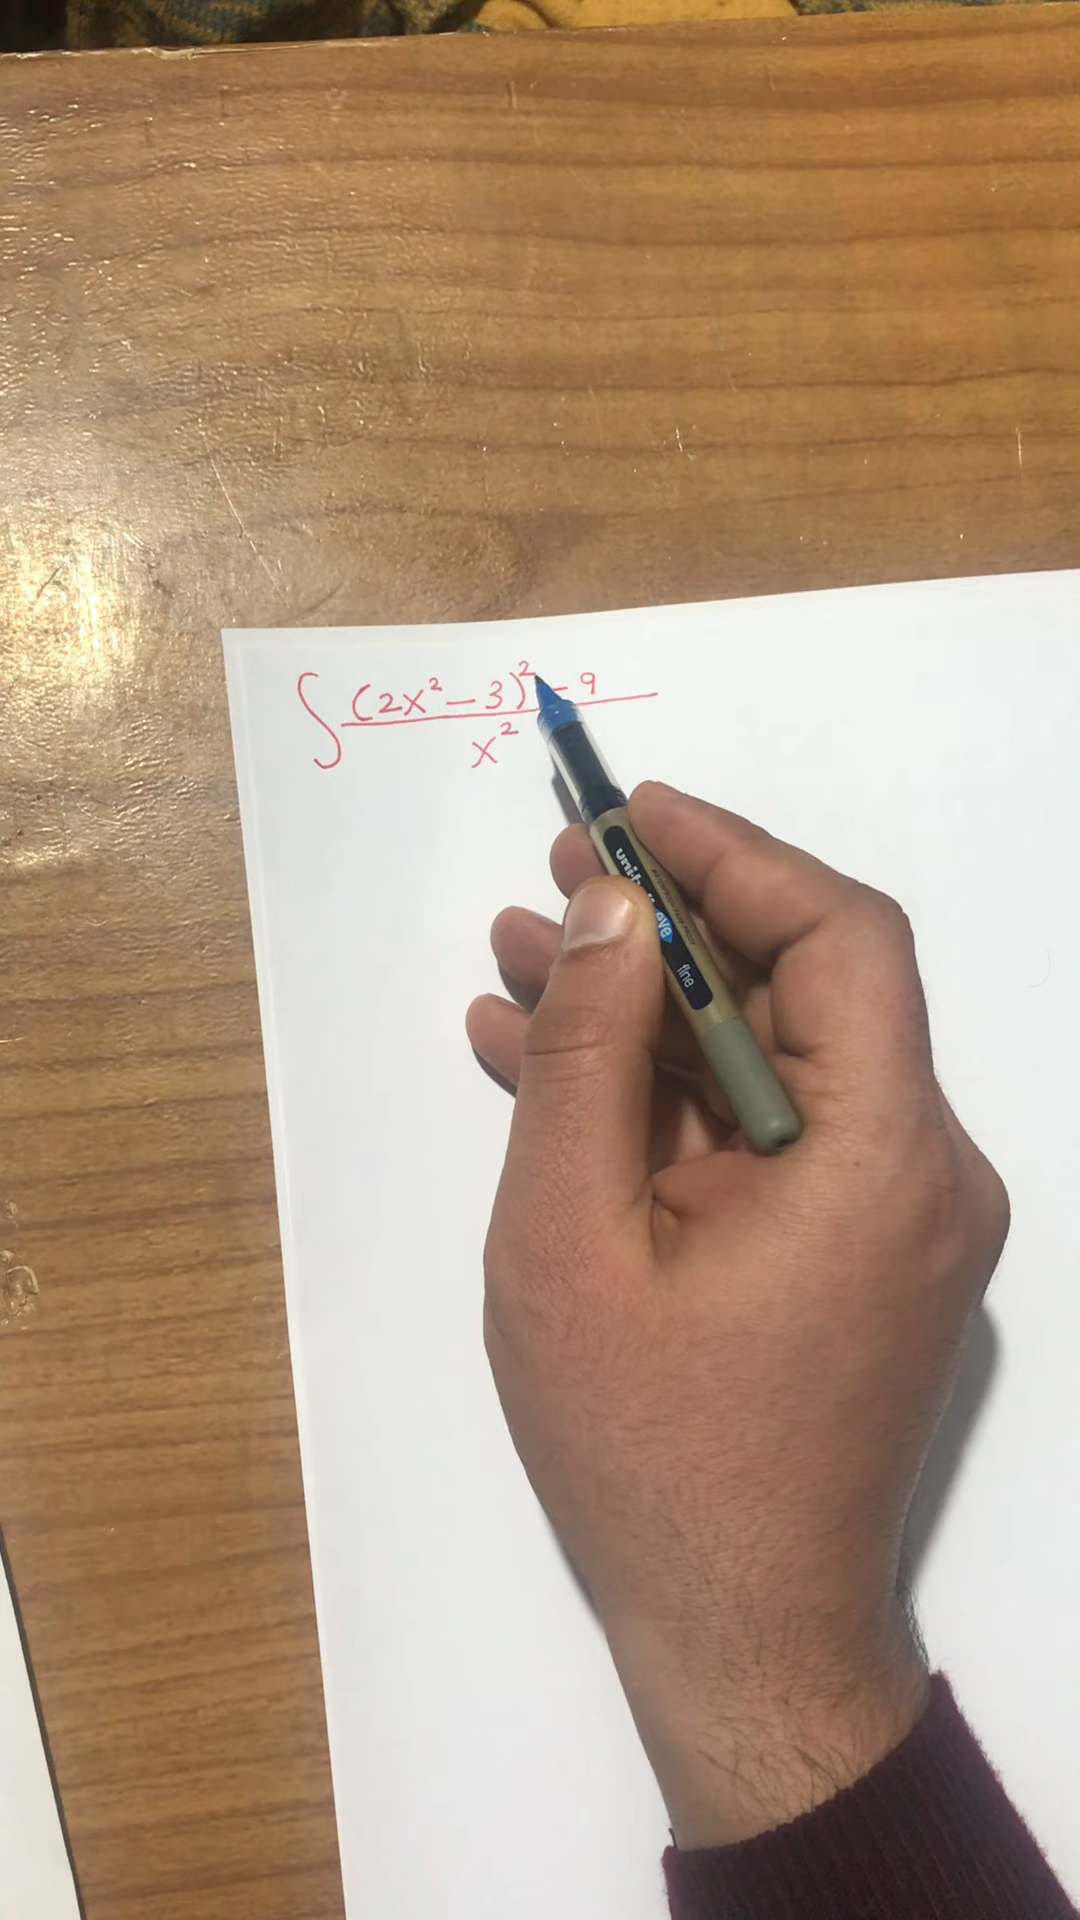 ∫ (2x² – 3)² – 9 / x²
uni-ball eye
fine